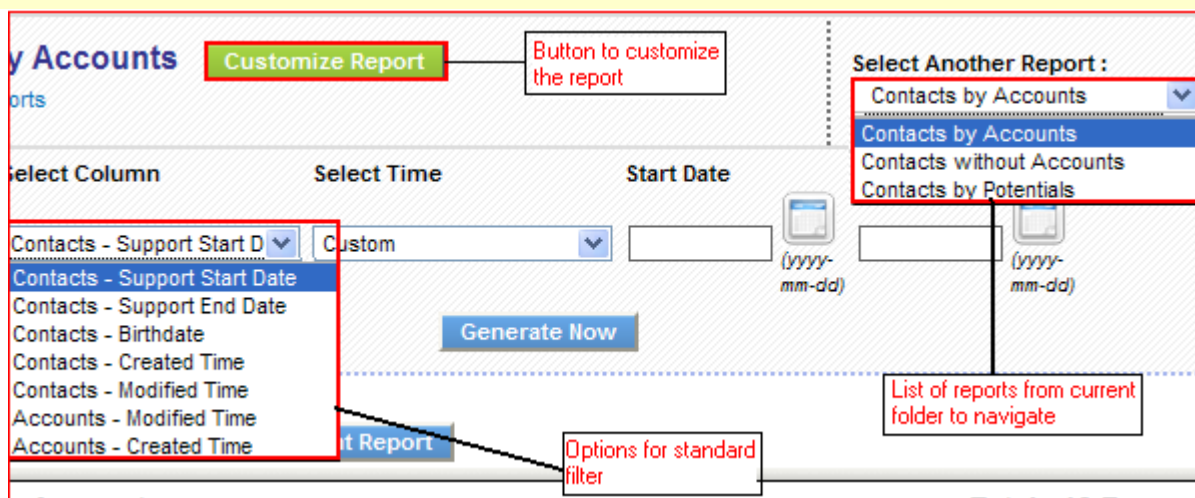 y Accounts
Customize Report
Button to customize
the report
Select Another Report :
orts
Contacts by Accounts
Contacts by Accounts
Contacts without Accounts
Contacts by Potentials
Select Column
Select Time
Start Date
Contacts - Support Start D
Custom
(yyyy-
mm-dd)
(yyyy-
mm-dd)
Contacts - Support Start Date
Contacts - Support End Date
Contacts - Birthdate
Contacts - Created Time
Contacts - Modified Time
Accounts - Modified Time
Accounts - Created Time
Generate Now
List of reports from current
folder to navigate
nt Report
Options for standard
filter